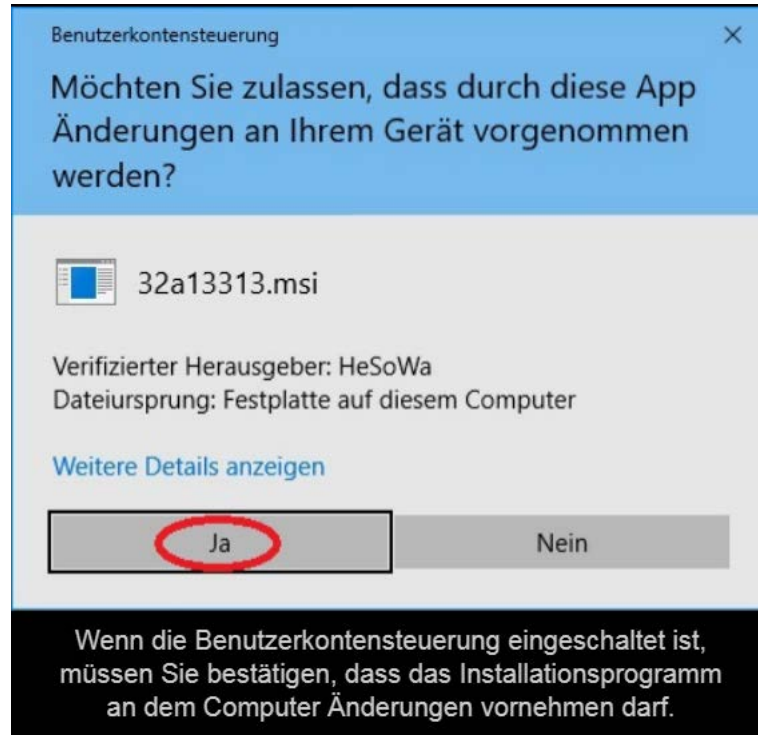 Benutzerkontensteuerung
Möchten Sie zulassen, dass durch diese App
Änderungen an Ihrem Gerät vorgenommen
werden?
32a13313.msi
Verifizierter Herausgeber: HeSoWa
Dateiursprung: Festplatte auf diesem Computer
Weitere Details anzeigen
Ja
Nein
Wenn die Benutzerkontensteuerung eingeschaltet ist,
müssen Sie bestätigen, dass das Installationsprogramm
an dem Computer Änderungen vornehmen darf.